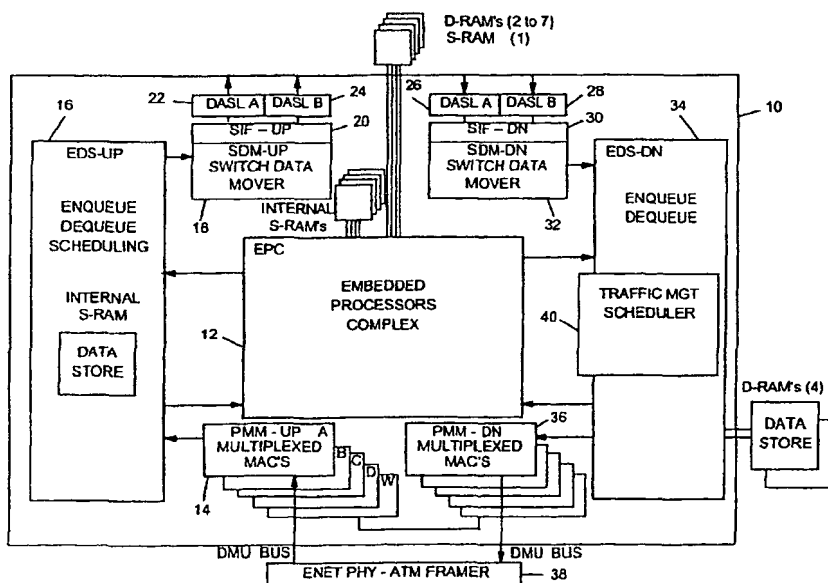 D-RAM's (2 to 7)
S-RAM (1)
22
DASL A
DASL B
24
26
DASL A
DASL B
28
34
10
16
SIF - UP
20
SIF - DN
30
EDS-UP
SDM-UP
SWITCH DATA
MOVER
SDM-DN
SWITCH DATA
MOVER
EDS-DN
18
INTERNAL
S-RAM's
32
ENQUEUE
DEQUEUE
SCHEDULING
ENQUEUE
DEQUEUE
EPC
EMBEDDED
PROCESSORS
COMPLEX
INTERNAL
S-RAM
DATA
STORE
12
TRAFFIC MGT
SCHEDULER
40
D-RAM's (4)
DATA
STORE
PMM - UP A
MULTIPLEXED
MAC'S
B
C
D
W
14
PMM - DN
MULTIPLEXED
MAC'S
36
DMU BUS
DMU BUS
ENET PHY - ATM FRAMER
38